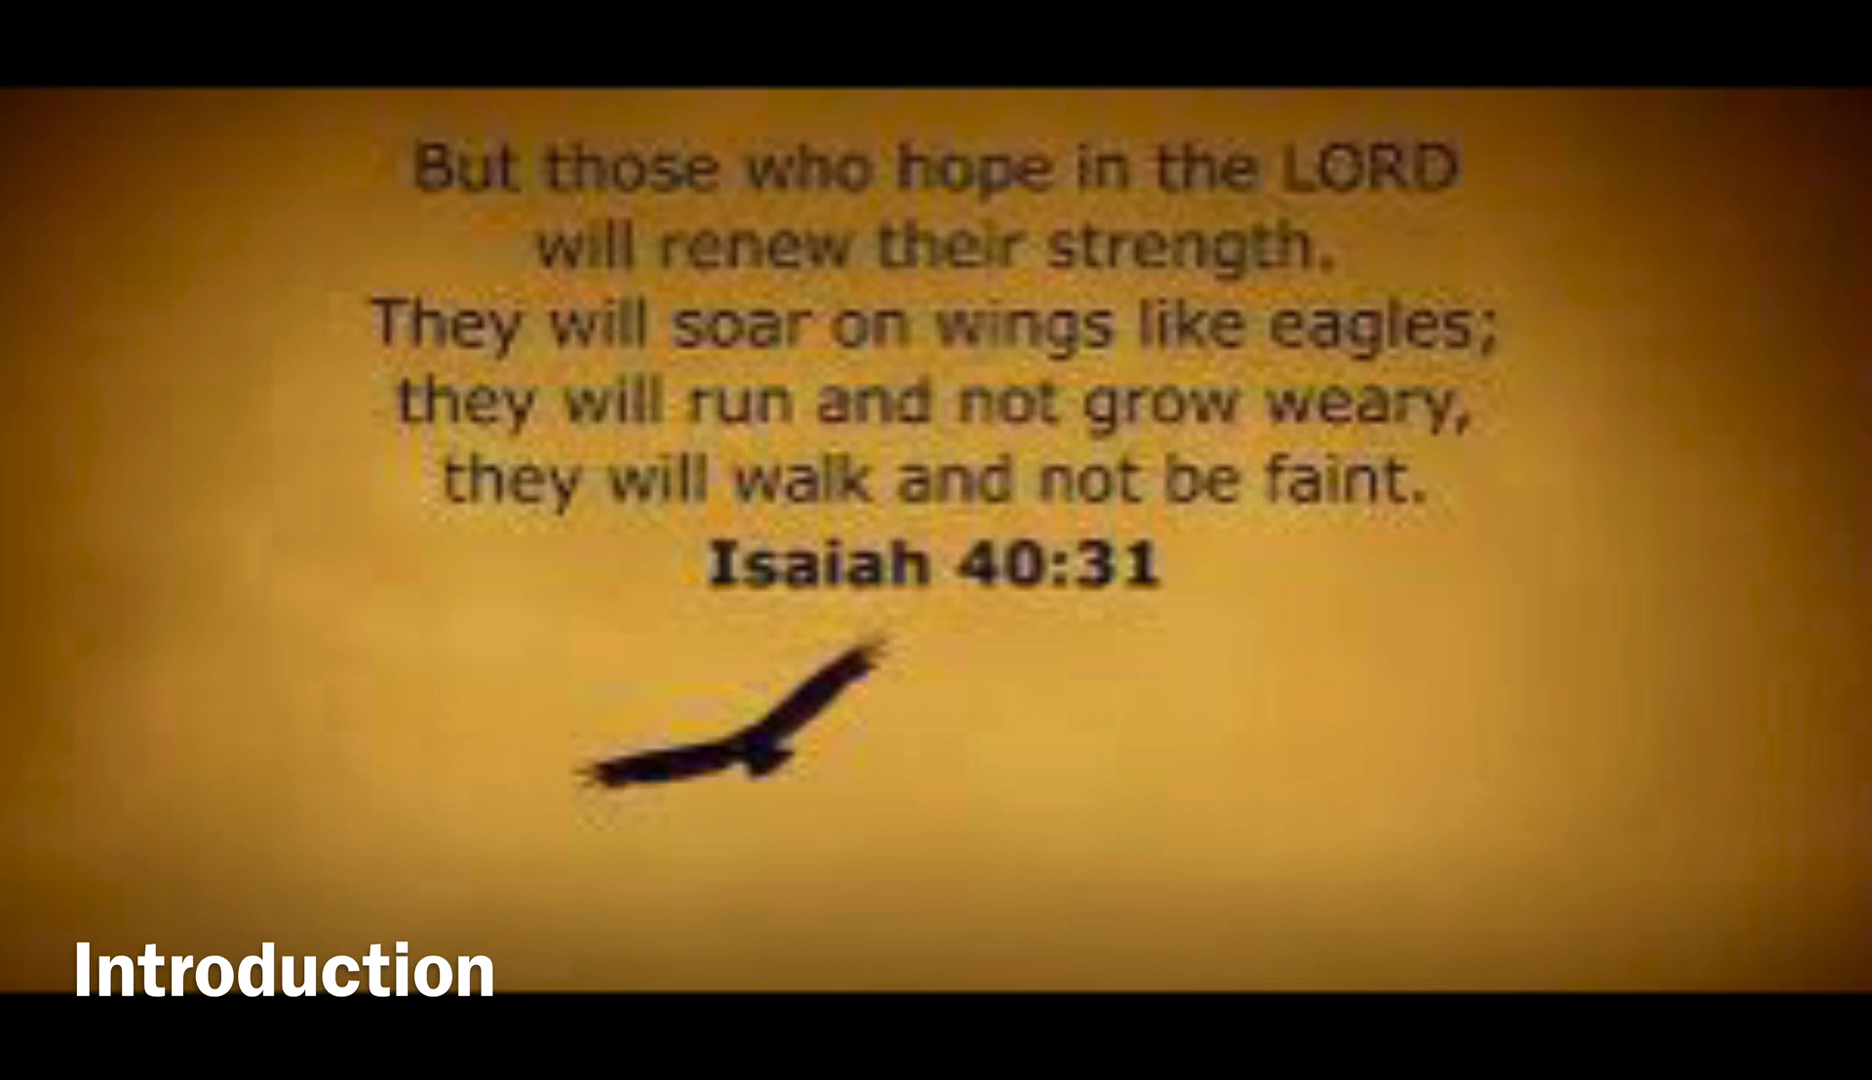 But those who hope in the LORD
will renew their strength.
They will soar on wings like eagles;
they will run and not grow weary,
they will walk and not be faint.
Isaiah 40:31
Introduction